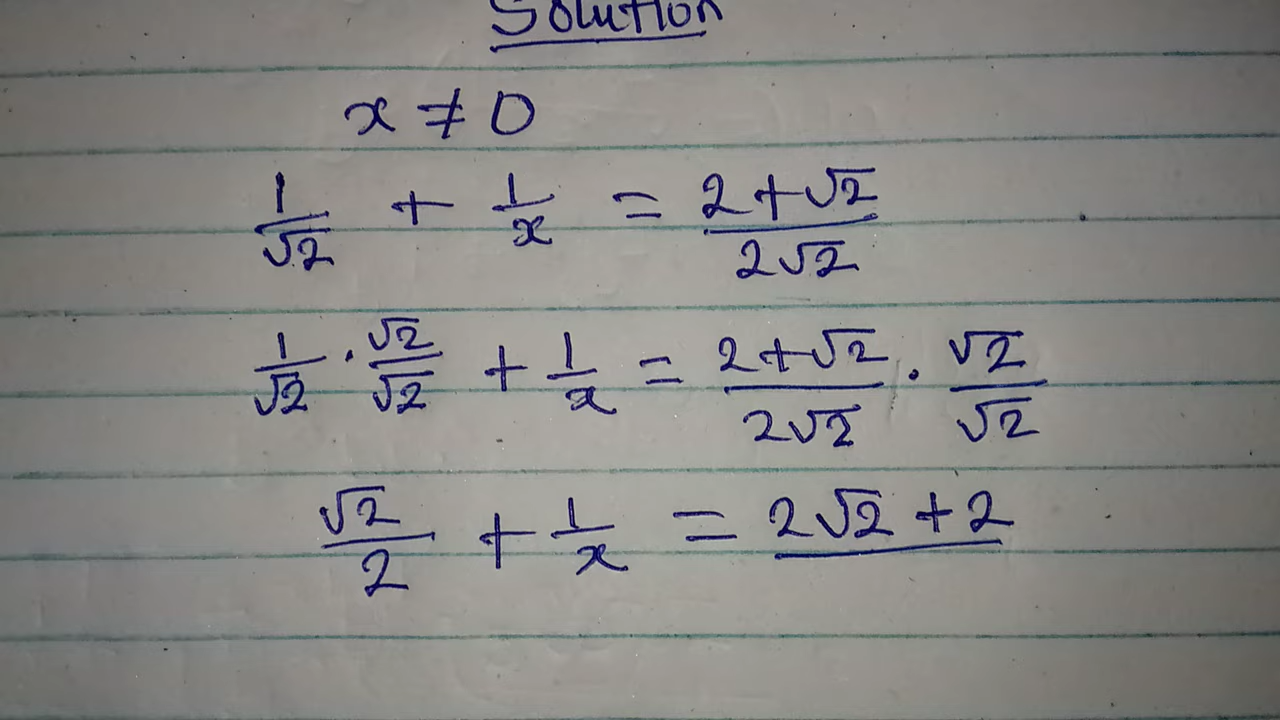 Solution
x ≠ 0
1/√2 + 1/x = (2+√2)/(2√2)
1/√2 · √2/√2 + 1/x = (2+√2)/(2√2) · √2/√2
√2/2 + 1/x = 2√2 + 2